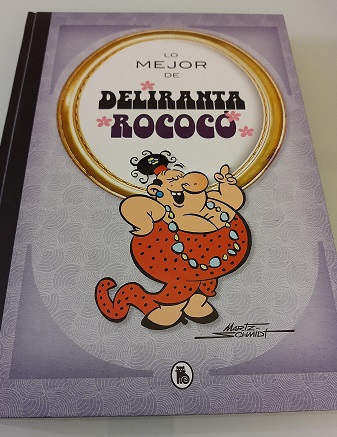 LO
MEJOR
DE
DELIRANTA
ROCOCÓ
MARTZ-
SCHMIDT